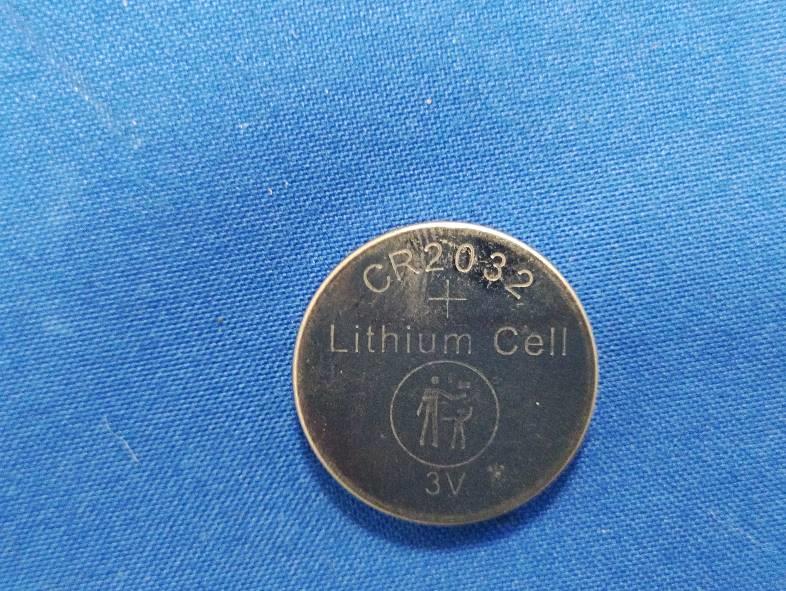 CR2032
+
Lithium Cell
3V